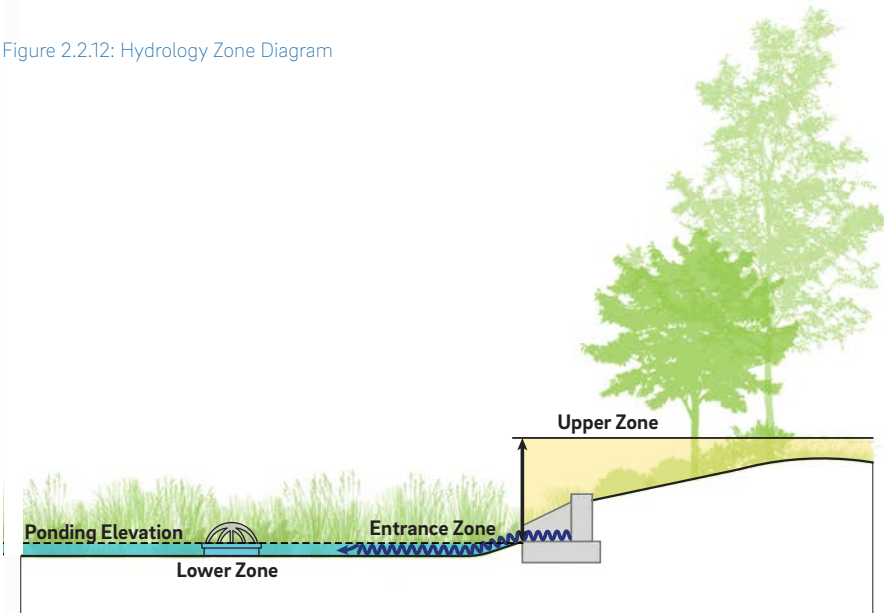 Figure 2.2.12: Hydrology Zone Diagram
Upper Zone
Ponding Elevation
Entrance Zone
Lower Zone